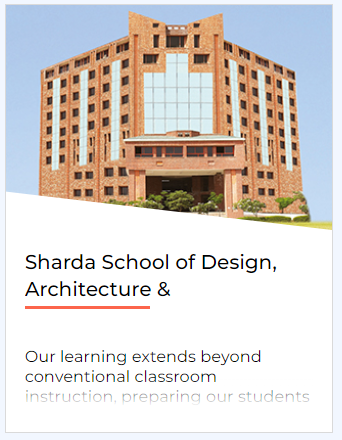 Sharda School of Design,
Architecture &
Our learning extends beyond
conventional classroom
instruction, preparing our students